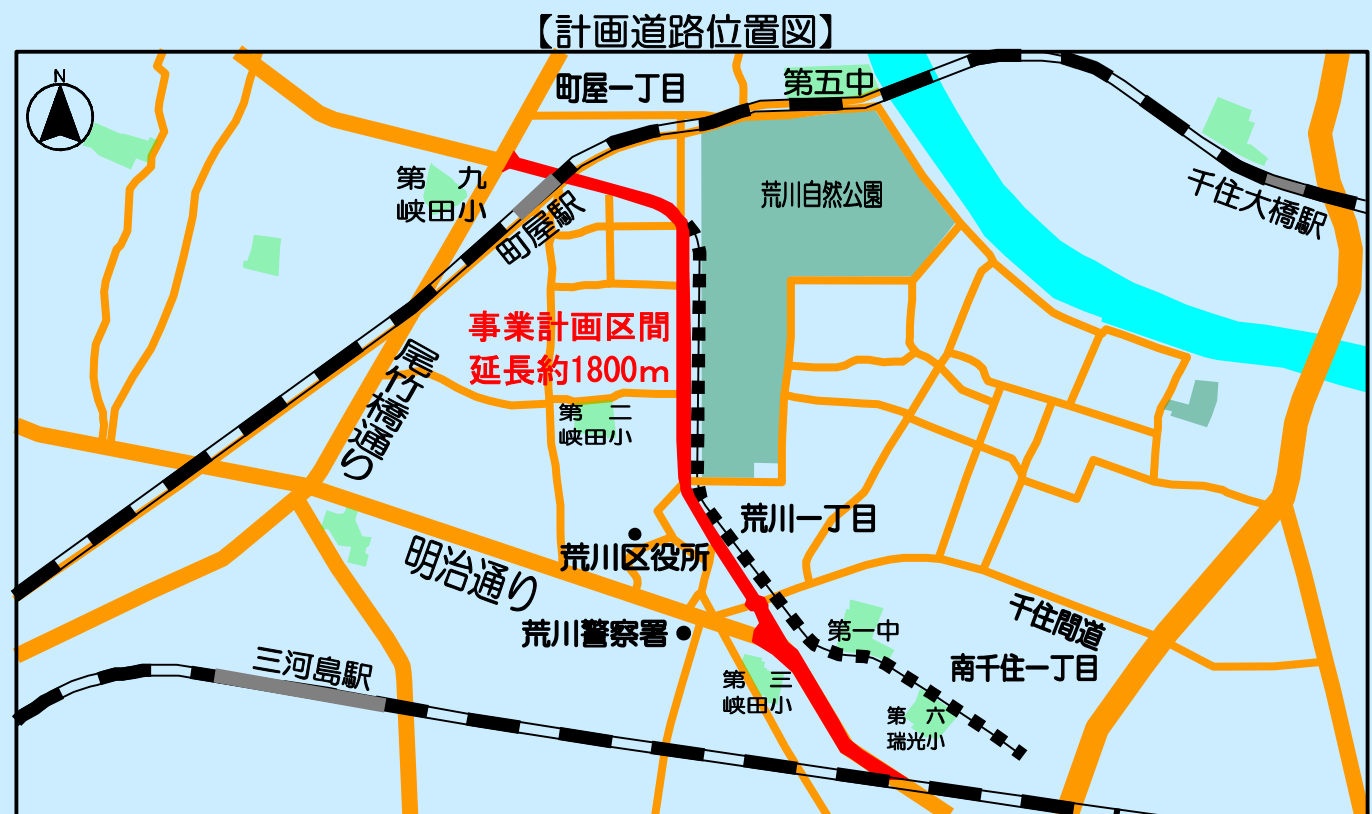 【計画道路位置図】
N
町屋一丁目
第五中
第　九
峡田小
荒川自然公園
千住大橋駅
町屋駅
事業計画区間
延長約1800m
尾竹橋通り
第　二
峡田小
荒川一丁目
荒川区役所
明治通り
千住間道
荒川警察署
第一中
南千住一丁目
三河島駅
第　三
峡田小
第　六
瑞光小